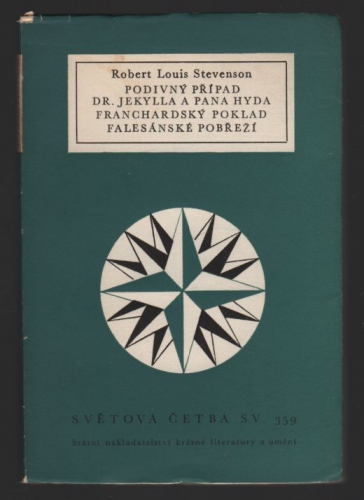 Robert Louis Stevenson
PODIVNÝ PŘÍPAD
DR. JEKYLLA A PANA HYDA
FRANCHARDSKÝ POKLAD
FALESÁNSKÉ POBŘEŽÍ
SVĚTOVÁ ČETBA SV. 359
Státní nakladatelství krásné literatury a umění